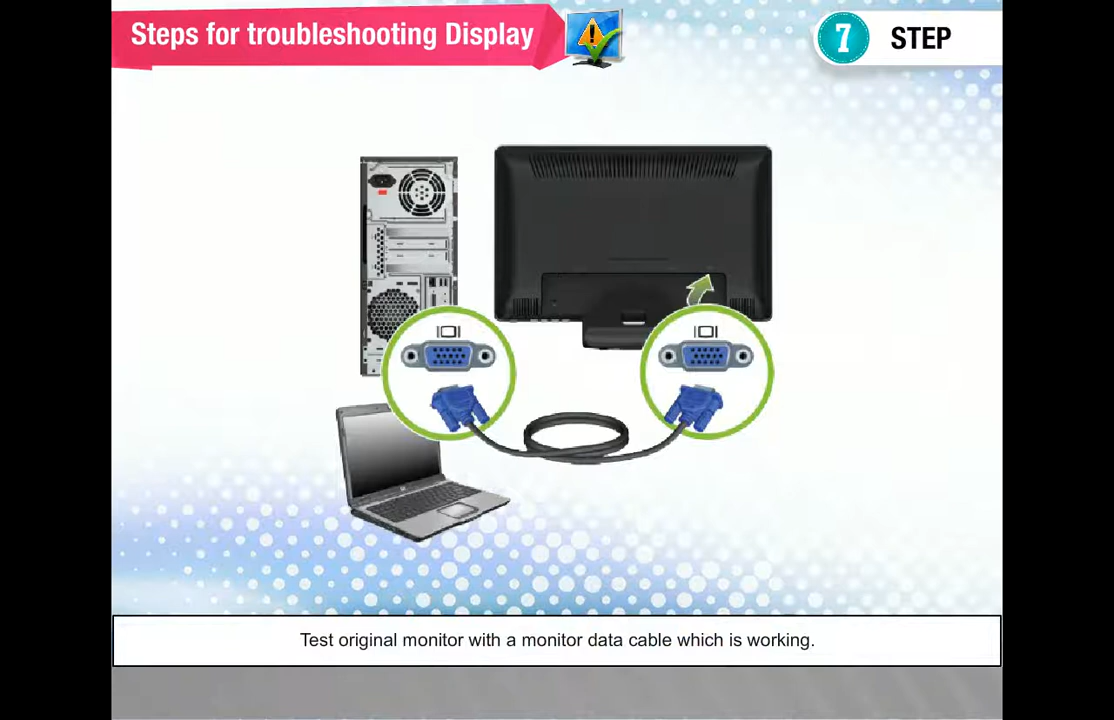 Steps for troubleshooting Display
7 STEP
Test original monitor with a monitor data cable which is working.